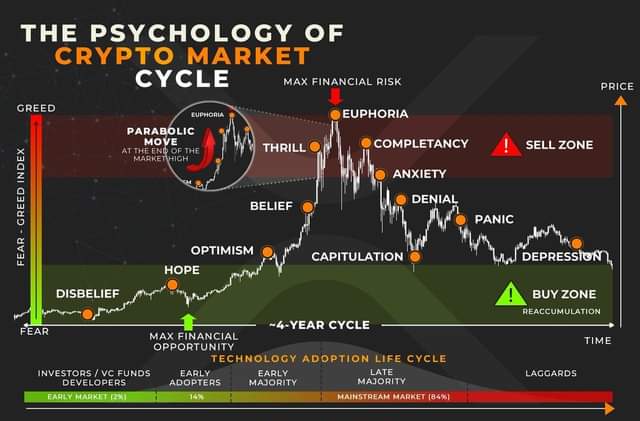 THE PSYCHOLOGY OF
CRYPTO MARKET
CYCLE
MAX FINANCIAL RISK
PRICE
GREED
EUPHORIA
EUPHORIA
PARABOLIC
MOVE
AT THE END OF THE
MARKET HIGH
THRILL
COMPLETANCY
SELL ZONE
ANXIETY
FEAR - GREED INDEX
BELIEF
DENIAL
PANIC
OPTIMISM
CAPITULATION
DEPRESSION
HOPE
DISBELIEF
BUY ZONE
REACCUMULATION
~4-YEAR CYCLE
FEAR
TIME
MAX FINANCIAL
OPPORTUNITY
TECHNOLOGY ADOPTION LIFE CYCLE
INVESTORS / VC FUNDS
DEVELOPERS
EARLY
ADOPTERS
EARLY
MAJORITY
LATE
MAJORITY
LAGGARDS
EARLY MARKET (2%)
14%
MAINSTREAM MARKET (84%)